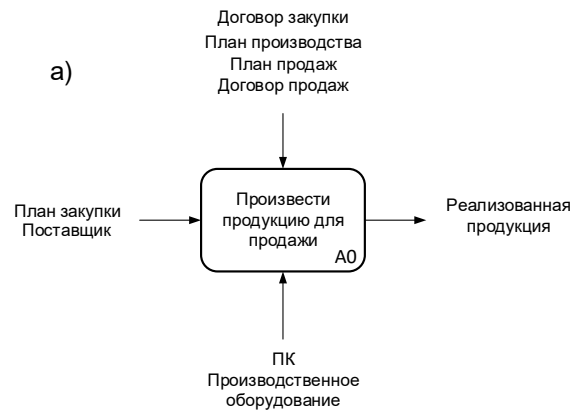 Договор закупки
План производства
План продаж
Договор продаж
а)
План закупки
Поставщик
Произвести
продукцию для
продажи
A0
Реализованная
продукция
ПК
Производственное
оборудование